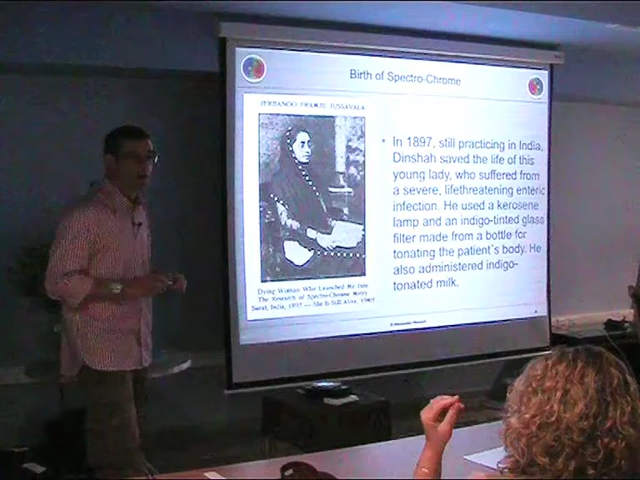 Birth of Spectro-Chrome
JERBANOO FRAMJI JUSSAVALA
Dying Woman Who Launched Me Into
The Research of Spectro-Chrome Metry
Surat, India, 1897 — She Is Still Alive,
• In 1897, still practicing in India,
Dinshah saved the life of this
young lady, who suffered from
a severe, lifethreatening enteric
infection. He used a kerosene
lamp and an indigo-tinted glass
filter made from a bottle for
tonating the patient´s body. He
also administered indigo-
tonated milk.